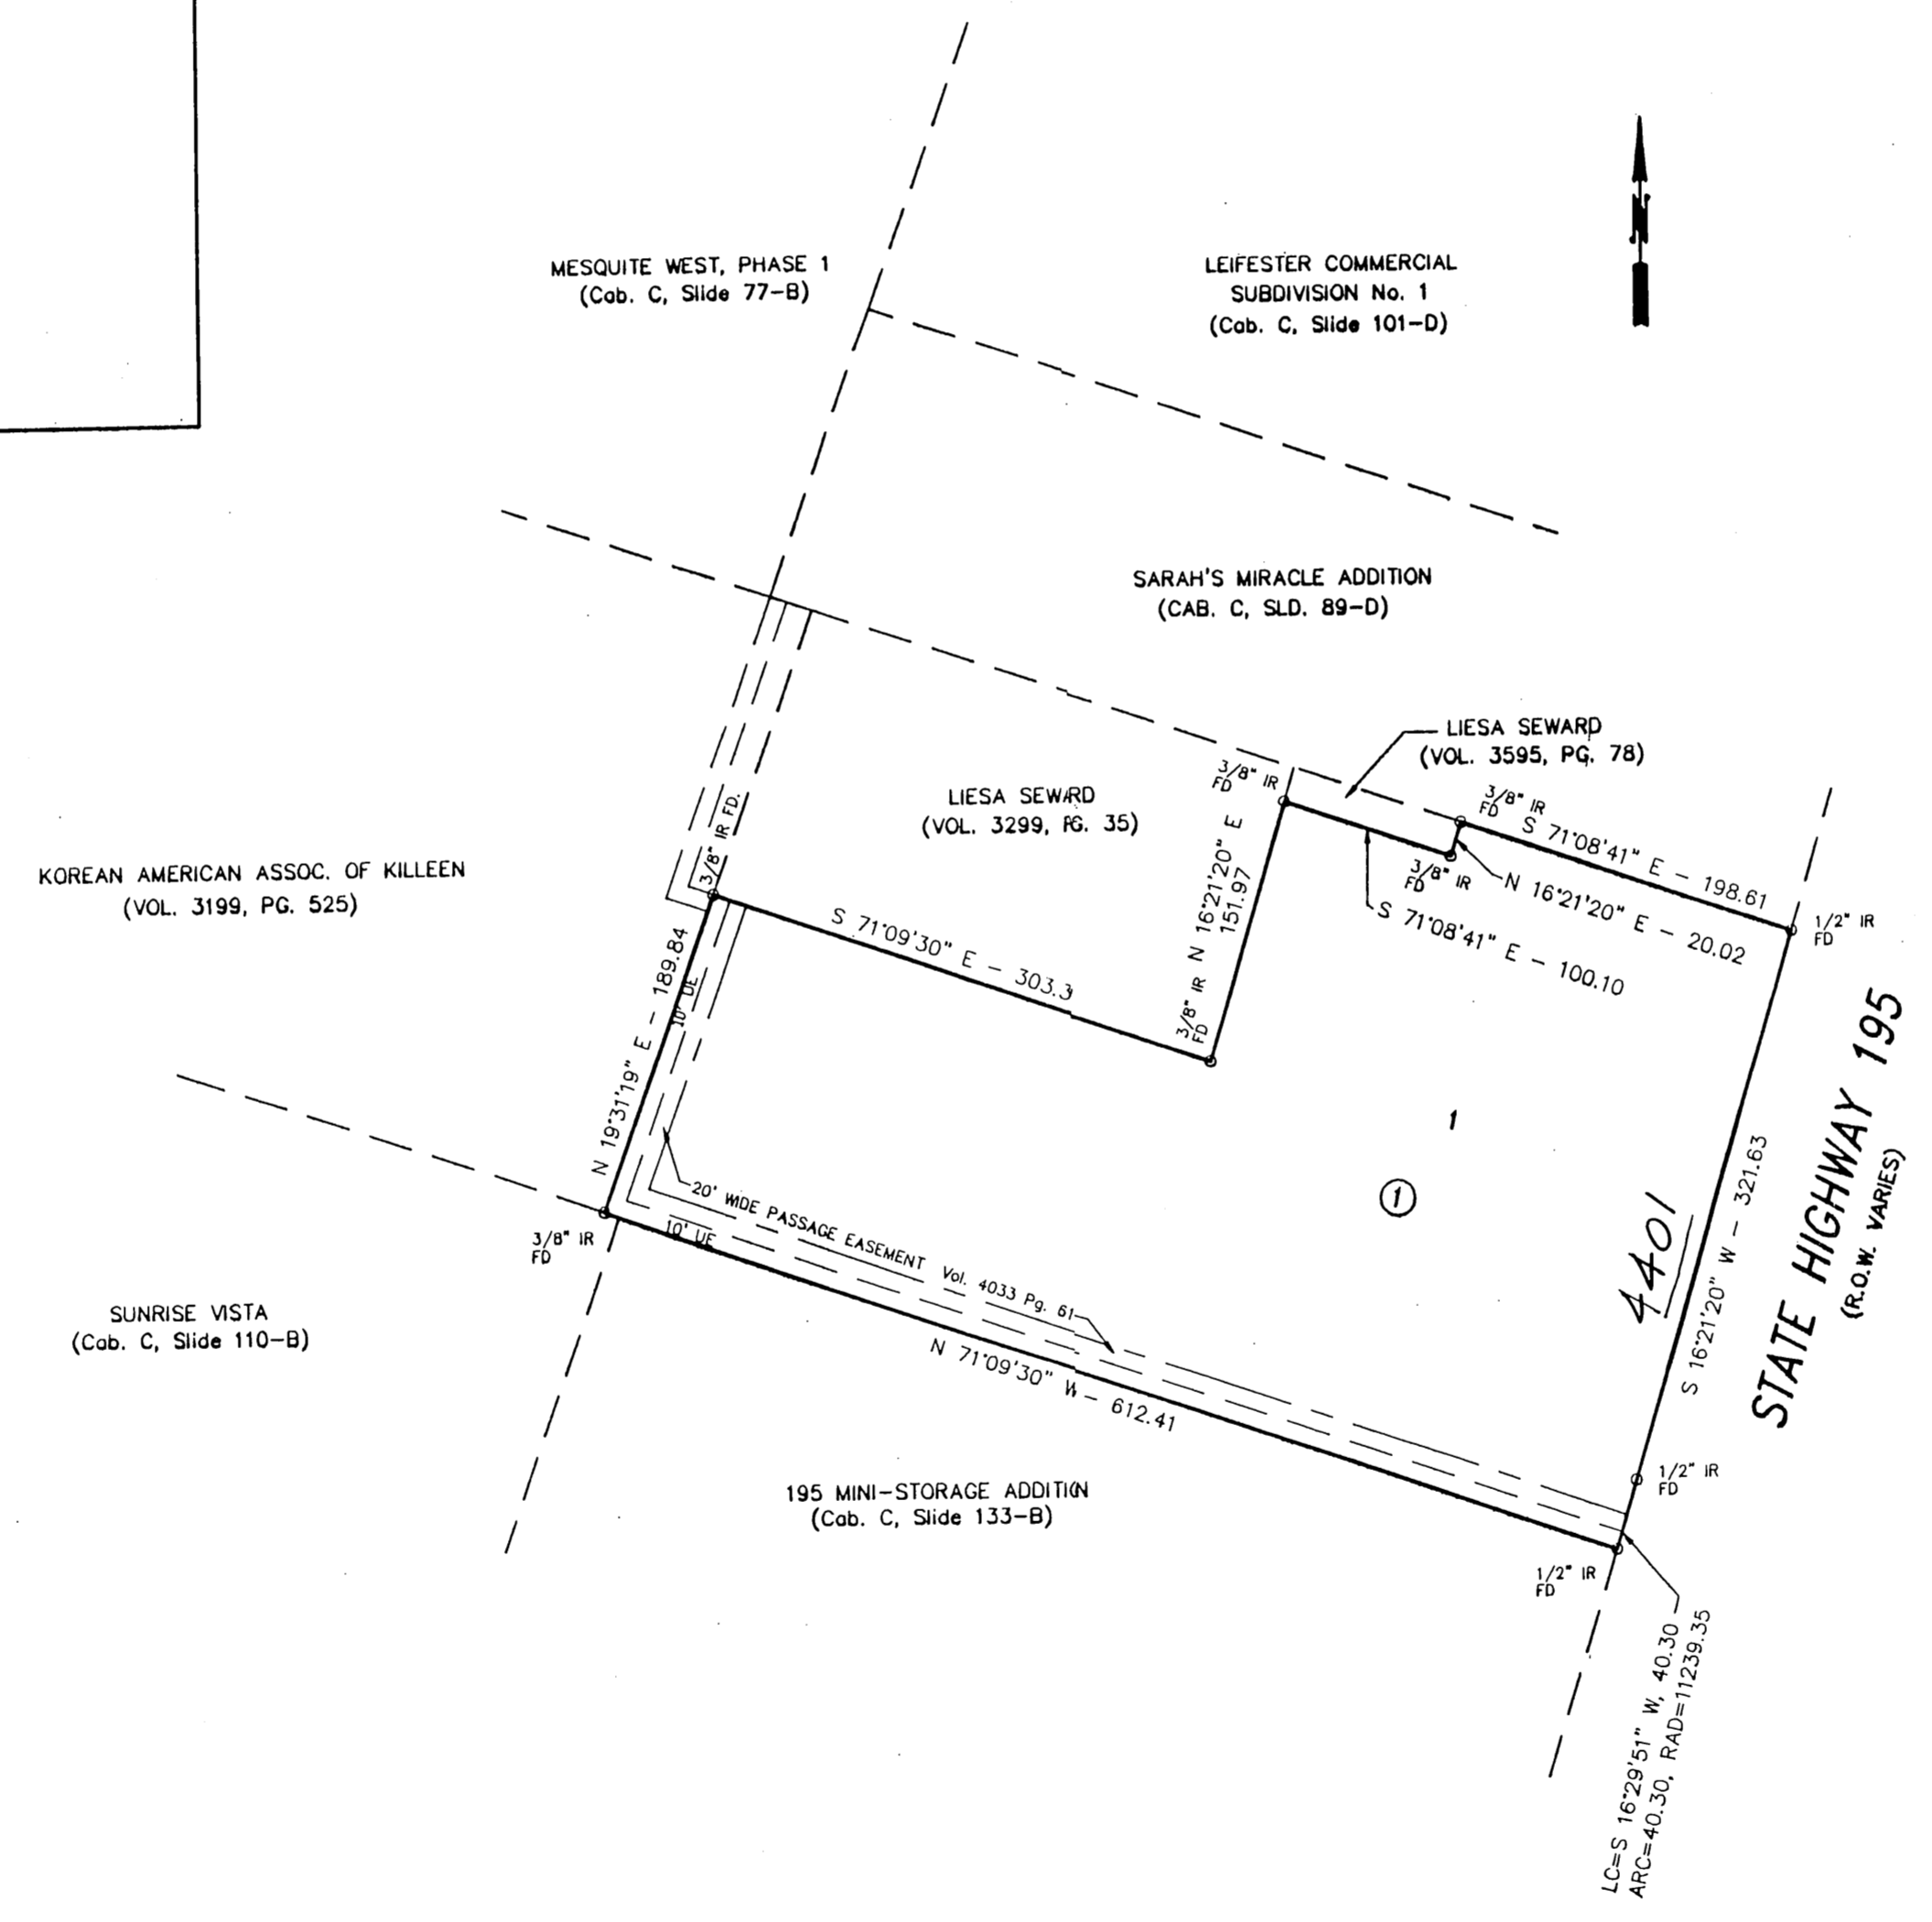 MESQUITE WEST, PHASE 1
(Cab. C, Slide 77-B)
LEIFESTER COMMERCIAL
SUBDIVISION No. 1
(Cab. C, Slide 101-D)
N
SARAH'S MIRACLE ADDITION
(CAB. C, SLD. 89-D)
LIESA SEWARD
(VOL. 3595, PG. 78)
3/8" IR
FD
3/8" IR
FD
S 71°08'41" E - 198.61
LIESA SEWARD
(VOL. 3299, PG. 35)
3/8" IR FD.
KOREAN AMERICAN ASSOC. OF KILLEEN
(VOL. 3199, PG. 525)
N 16°21'20" E
151.97
3/8" IR
FD
N 16°21'20" E - 20.02
S 71°08'41" E - 100.10
1/2" IR
FD
S 71°09'30" E - 303.3
3/8" IR
FD
N 19°31'19" E - 189.84
10' UE
STATE HIGHWAY 195
(R.O.W. VARIES)
1
1
4401
S 16°21'20" W - 321.63
20' WIDE PASSAGE EASEMENT Vol. 4033 Pg. 61
10' UE
3/8" IR
FD
SUNRISE VISTA
(Cab. C, Slide 110-B)
N 71°09'30" W - 612.41
195 MINI-STORAGE ADDITION
(Cab. C, Slide 133-B)
1/2" IR
FD
1/2" IR
FD
LC=S 16°29'51" W, 40.30
ARC=40.30, RAD=11239.35